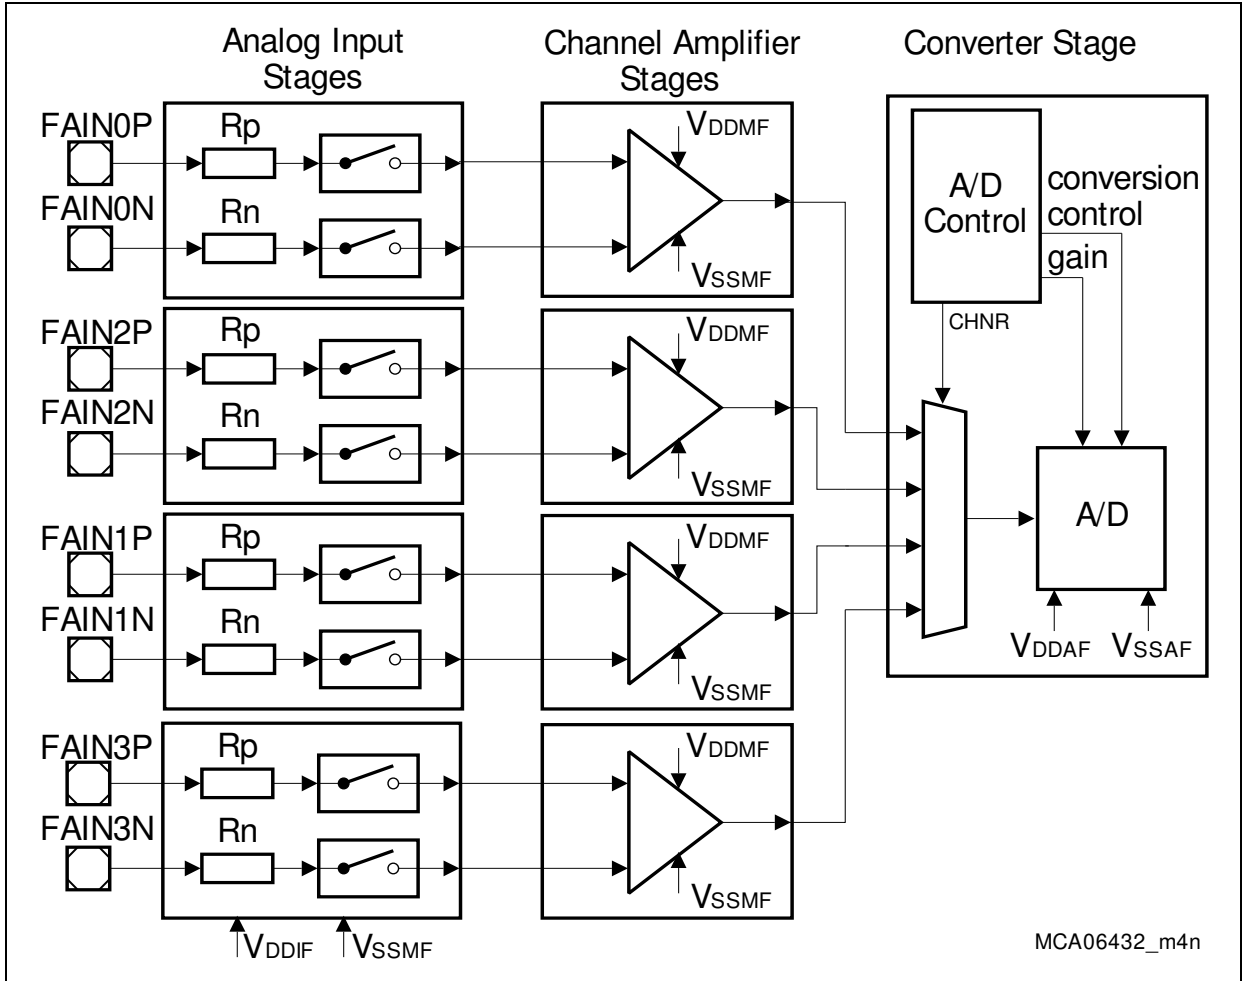 Analog Input
Stages
Channel Amplifier
Stages
Converter Stage
FAIN0P
Rp
FAIN0N
Rn
VDDMF
VSSMF
FAIN2P
Rp
FAIN2N
Rn
VDDMF
VSSMF
FAIN1P
Rp
FAIN1N
Rn
VDDMF
VSSMF
FAIN3P
Rp
FAIN3N
Rn
VDDMF
VSSMF
VDDIF
VSSMF
A/D
Control
conversion
control
gain
CHNR
A/D
VDDAF
VSSAF
MCA06432_m4n